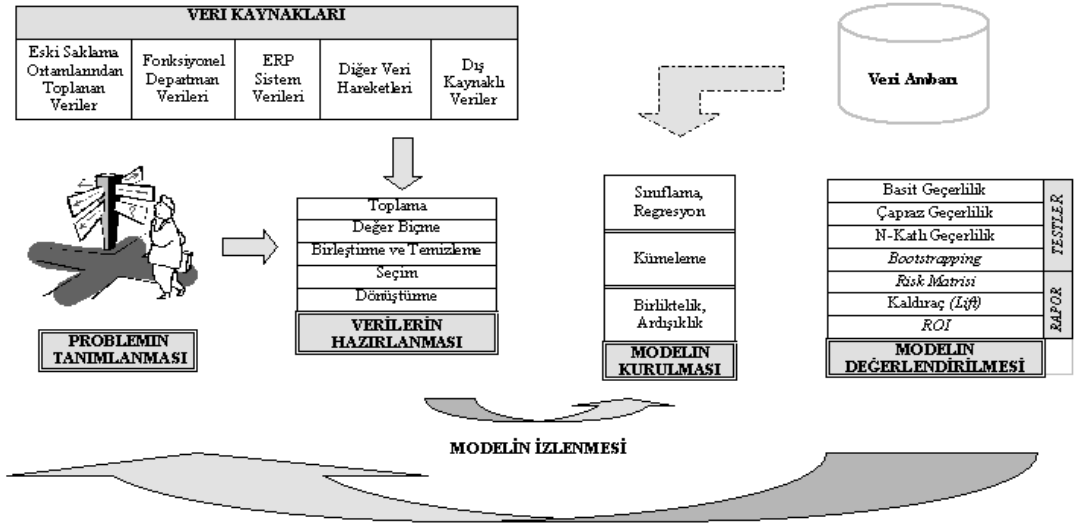 VERI KAYNAKLARI
Eski Saklama
Ortamlarından
Toplanan
Veriler
Fonksiyonel
Departman
Verileri
ERP
Sistem
Verileri
Diğer Veri
Hareketleri
Dış
Kaynaklı
Veriler
Veri Ambarı
Toplama
Değer Biçme
Birleştirme ve Temizleme
Seçim
Dönüştürme
VERİLERİN
HAZIRLANMASI
PROBLEMIN
TANIMLANMASI
Sınıflama,
Regresyon
Kümeleme
Birliktelik,
Ardışıklık
MODELIN
KURULMASI
Basit Geçerlilik
Çapraz Geçerlilik
N-Katlı Geçerlilik
Bootstrapping
Risk Matrisi
Kaldıraç (Lift)
ROI
TESTLER
RAPOR
MODELIN
DEĞERLENDİRİLMESİ
MODELİN İZLENMESİ